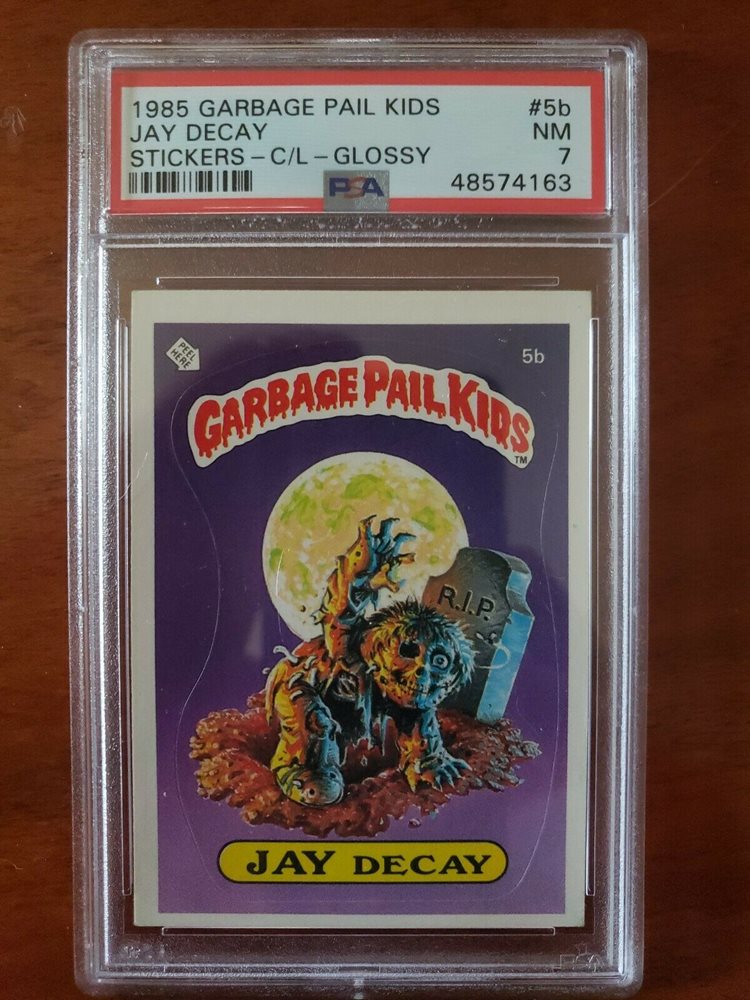 1985 GARBAGE PAIL KIDS #5b
JAY DECAY NM
STICKERS - C/L - GLOSSY 7
PSA 48574163
PEEL
HERE
5b
GARBAGE PAIL KIDS
TM
R.I.P.
JAY DECAY
PSA